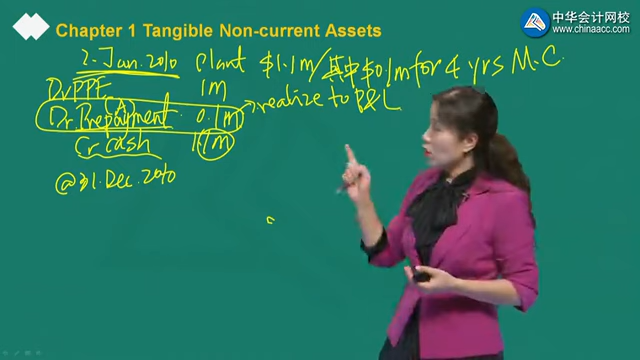 中华会计网校
www.chinaacc.com
Chapter 1 Tangible Non-current Assets
2. Jan. 2010 Plant $1.1m/其中$0.1m for 4 yrs M.C.
Dr PPE 1M
Dr Prepayment (A) 0.1M → realize to P&L
Cr cash 1.1M
@31. Dec. 2010